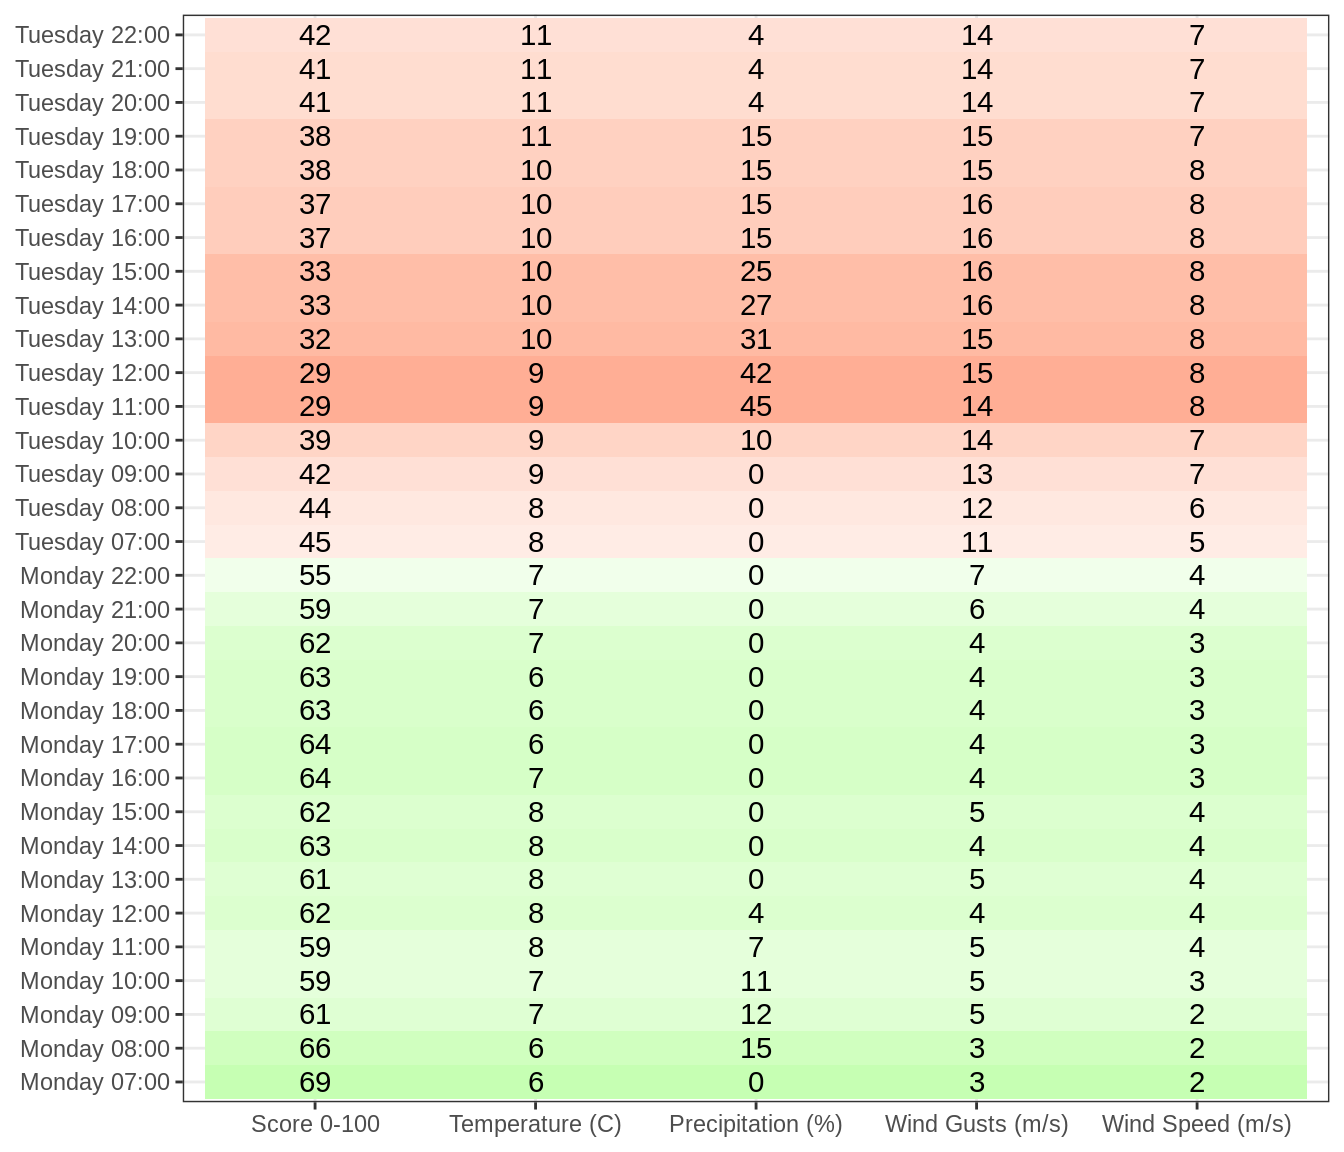 Tuesday 22:00 42 11 4 14 7
Tuesday 21:00 41 11 4 14 7
Tuesday 20:00 41 11 4 14 7
Tuesday 19:00 38 11 15 15 7
Tuesday 18:00 38 10 15 15 8
Tuesday 17:00 37 10 15 16 8
Tuesday 16:00 37 10 15 16 8
Tuesday 15:00 33 10 25 16 8
Tuesday 14:00 33 10 27 16 8
Tuesday 13:00 32 10 31 15 8
Tuesday 12:00 29 9 42 15 8
Tuesday 11:00 29 9 45 14 8
Tuesday 10:00 39 9 10 14 7
Tuesday 09:00 42 9 0 13 7
Tuesday 08:00 44 8 0 12 6
Tuesday 07:00 45 8 0 11 5
Monday 22:00 55 7 0 7 4
Monday 21:00 59 7 0 6 4
Monday 20:00 62 7 0 4 3
Monday 19:00 63 6 0 4 3
Monday 18:00 63 6 0 4 3
Monday 17:00 64 6 0 4 3
Monday 16:00 64 7 0 4 3
Monday 15:00 62 8 0 5 4
Monday 14:00 63 8 0 4 4
Monday 13:00 61 8 0 5 4
Monday 12:00 62 8 4 4 4
Monday 11:00 59 8 7 5 4
Monday 10:00 59 7 11 5 3
Monday 09:00 61 7 12 5 2
Monday 08:00 66 6 15 3 2
Monday 07:00 69 6 0 3 2
Score 0-100 Temperature (C) Precipitation (%) Wind Gusts (m/s) Wind Speed (m/s)